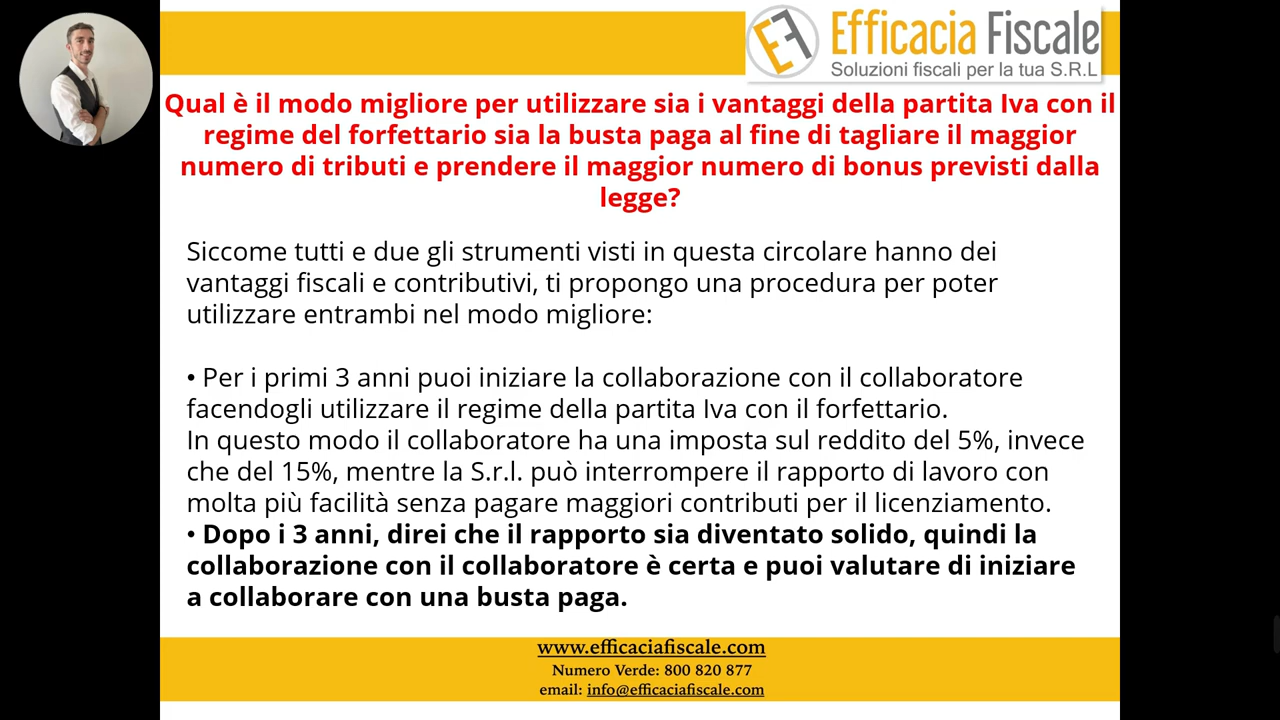 Efficacia Fiscale
Soluzioni fiscali per la tua S.R.L
Qual è il modo migliore per utilizzare sia i vantaggi della partita Iva con il
regime del forfettario sia la busta paga al fine di tagliare il maggior
numero di tributi e prendere il maggior numero di bonus previsti dalla
legge?
Siccome tutti e due gli strumenti visti in questa circolare hanno dei
vantaggi fiscali e contributivi, ti propongo una procedura per poter
utilizzare entrambi nel modo migliore:
• Per i primi 3 anni puoi iniziare la collaborazione con il collaboratore
facendogli utilizzare il regime della partita Iva con il forfettario.
In questo modo il collaboratore ha una imposta sul reddito del 5%, invece
che del 15%, mentre la S.r.l. può interrompere il rapporto di lavoro con
molta più facilità senza pagare maggiori contributi per il licenziamento.
• Dopo i 3 anni, direi che il rapporto sia diventato solido, quindi la
collaborazione con il collaboratore è certa e puoi valutare di iniziare
a collaborare con una busta paga.
www.efficaciafiscale.com
Numero Verde: 800 820 877
email: info@efficaciafiscale.com